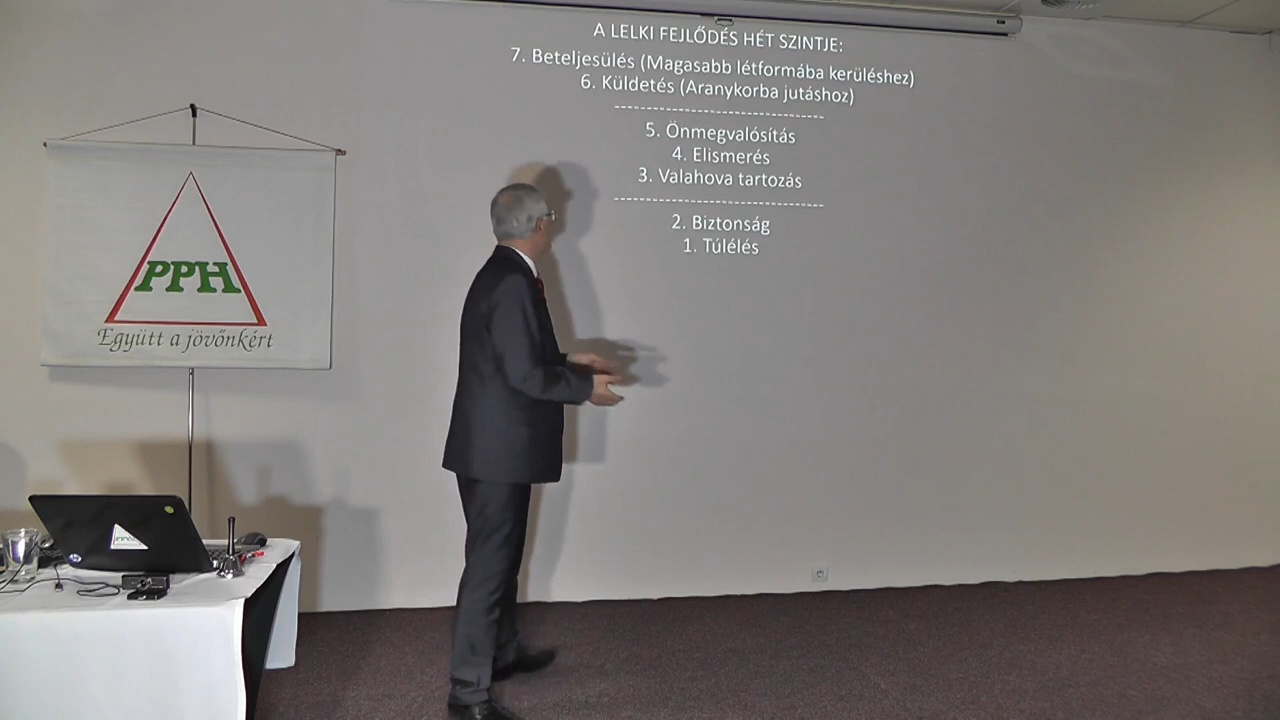 A LELKI FEJLŐDÉS HÉT SZINTJE:
7. Beteljesülés (Magasabb létformába kerüléshez)
6. Küldetés (Aranykorba jutáshoz)
---------------------------------
5. Önmegvalósítás
4. Elismerés
3. Valahova tartozás
---------------------------------
2. Biztonság
1. Túlélés
PPH
Együtt a jövőnkért